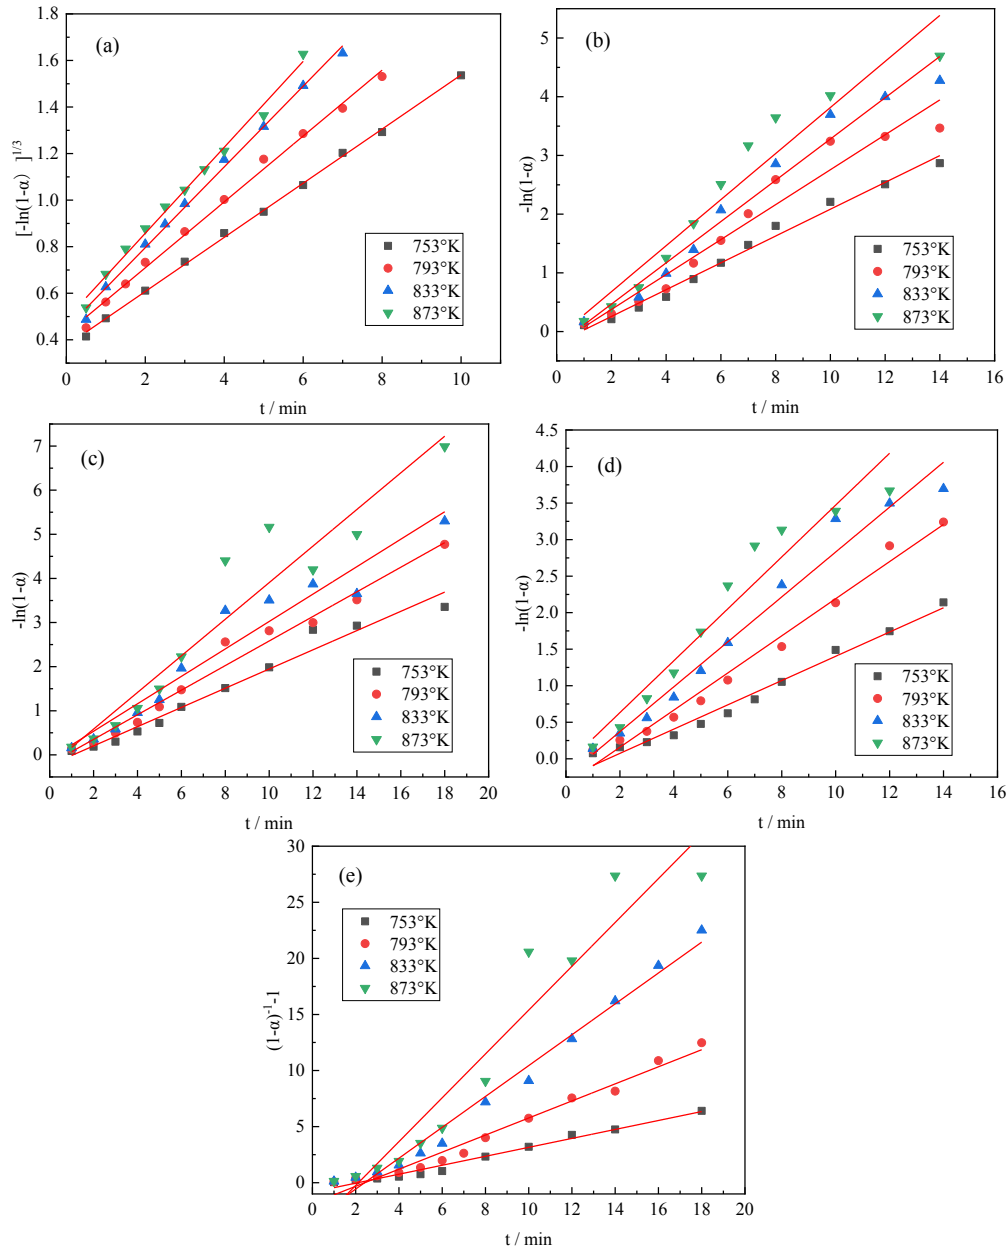 (a)
[-ln(1-α)]^1/3
1.8
1.6
1.4
1.2
1.0
0.8
0.6
0.4
0 2 4 6 8 10
t / min
753°K
793°K
833°K
873°K
(b)
-ln(1-α)
5
4
3
2
1
0
0 2 4 6 8 10 12 14 16
t / min
753°K
793°K
833°K
873°K
(c)
-ln(1-α)
7
6
5
4
3
2
1
0
0 2 4 6 8 10 12 14 16 18 20
t / min
753°K
793°K
833°K
873°K
(d)
-ln(1-α)
4.5
4.0
3.5
3.0
2.5
2.0
1.5
1.0
0.5
0.0
0 2 4 6 8 10 12 14 16
t / min
753°K
793°K
833°K
873°K
(e)
(1-α)^-1-1
30
25
20
15
10
5
0
0 2 4 6 8 10 12 14 16 18 20
t / min
753°K
793°K
833°K
873°K